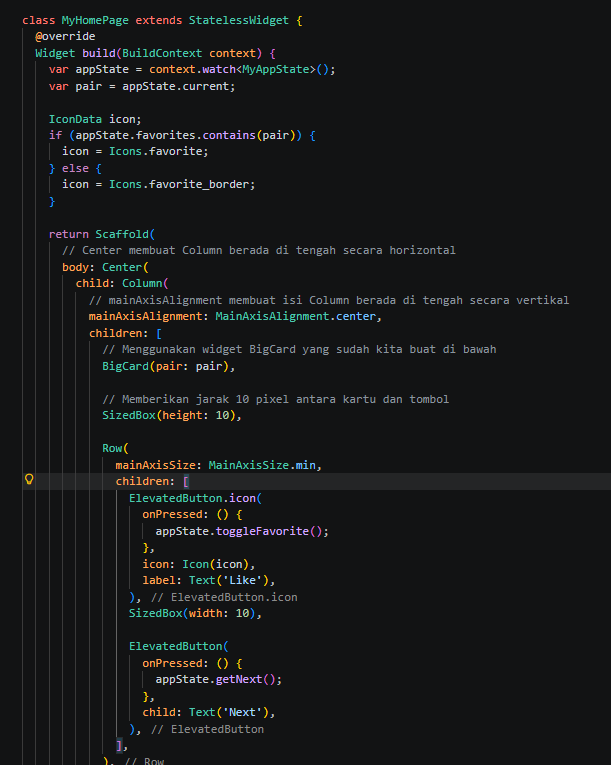 class MyHomePage extends StatelessWidget {
  @override
  Widget build(BuildContext context) {
    var appState = context.watch<MyAppState>();
    var pair = appState.current;

    IconData icon;
    if (appState.favorites.contains(pair)) {
      icon = Icons.favorite;
    } else {
      icon = Icons.favorite_border;
    }

    return Scaffold(
      // Center membuat Column berada di tengah secara horizontal
      body: Center(
        child: Column(
          // mainAxisAlignment membuat isi Column berada di tengah secara vertikal
          mainAxisAlignment: MainAxisAlignment.center,
          children: [
            // Menggunakan widget BigCard yang sudah kita buat di bawah
            BigCard(pair: pair),

            // Memberikan jarak 10 pixel antara kartu dan tombol
            SizedBox(height: 10),

            Row(
              mainAxisSize: MainAxisSize.min,
              children: [
                ElevatedButton.icon(
                  onPressed: () {
                    appState.toggleFavorite();
                  },
                  icon: Icon(icon),
                  label: Text('Like'),
                ), // ElevatedButton.icon
                SizedBox(width: 10),

                ElevatedButton(
                  onPressed: () {
                    appState.getNext();
                  },
                  child: Text('Next'),
                ), // ElevatedButton
              ],
            ), // Row